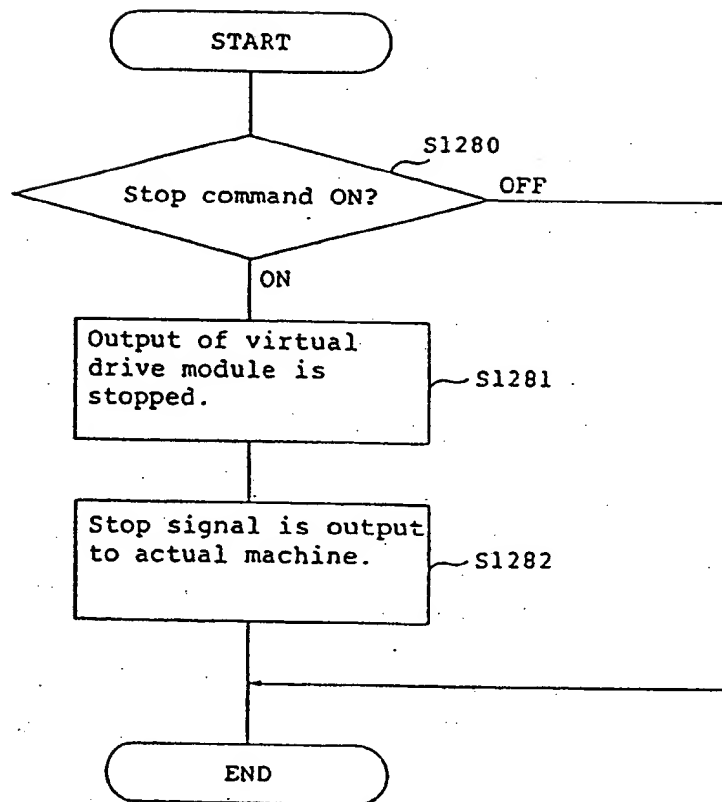 START
S1280
Stop command ON?
OFF
ON
Output of virtual
drive module is
stopped.
S1281
Stop signal is output
to actual machine.
S1282
END